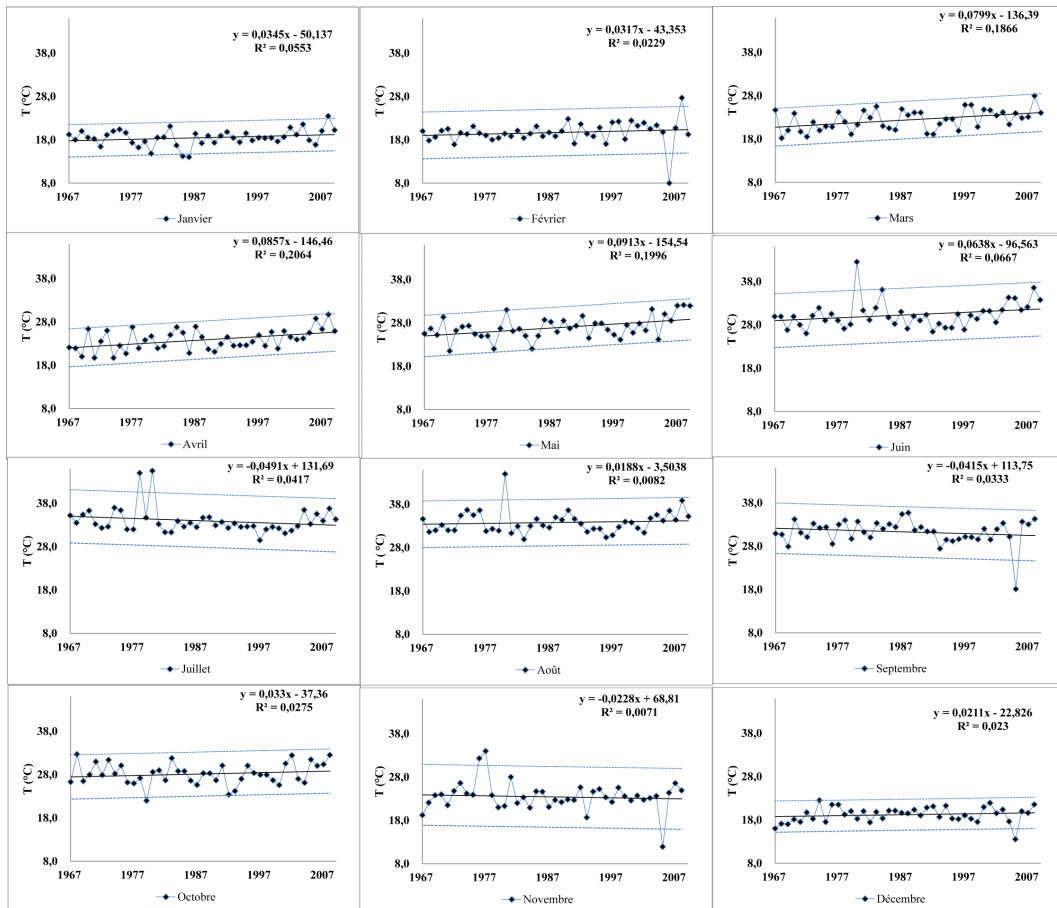 y = 0,0345x - 50,137
R² = 0,0553
38,0
28,0
18,0
8,0
T (°C)
1967 1977 1987 1997 2007
Janvier
y = 0,0317x - 43,353
R² = 0,0229
38,0
28,0
18,0
8,0
T (°C)
1967 1977 1987 1997 2007
Février
y = 0,0799x - 136,39
R² = 0,1866
38,0
28,0
18,0
8,0
T (°C)
1967 1977 1987 1997 2007
Mars
y = 0,0857x - 146,46
R² = 0,2064
38,0
28,0
18,0
8,0
T (°C)
1967 1977 1987 1997 2007
Avril
y = 0,0913x - 154,54
R² = 0,1996
38,0
28,0
18,0
8,0
T (°C)
1967 1977 1987 1997 2007
Mai
y = 0,0638x - 96,563
R² = 0,0667
38,0
28,0
18,0
8,0
T (°C)
1967 1977 1987 1997 2007
Juin
y = -0,0491x + 131,69
R² = 0,0417
38,0
28,0
18,0
8,0
T (°C)
1967 1977 1987 1997 2007
Juillet
y = 0,0188x - 3,5038
R² = 0,0082
38,0
28,0
18,0
8,0
T (°C)
1967 1977 1987 1997 2007
Août
y = -0,0415x + 113,75
R² = 0,0333
38,0
28,0
18,0
8,0
T (°C)
1967 1977 1987 1997 2007
Septembre
y = 0,033x - 37,36
R² = 0,0275
38,0
28,0
18,0
8,0
T (°C)
1967 1977 1987 1997 2007
Octobre
y = -0,0228x + 68,81
R² = 0,0071
38,0
28,0
18,0
8,0
T (°C)
1967 1977 1987 1997 2007
Novembre
y = 0,0211x - 22,826
R² = 0,023
38,0
28,0
18,0
8,0
T (°C)
1967 1977 1987 1997 2007
Décembre